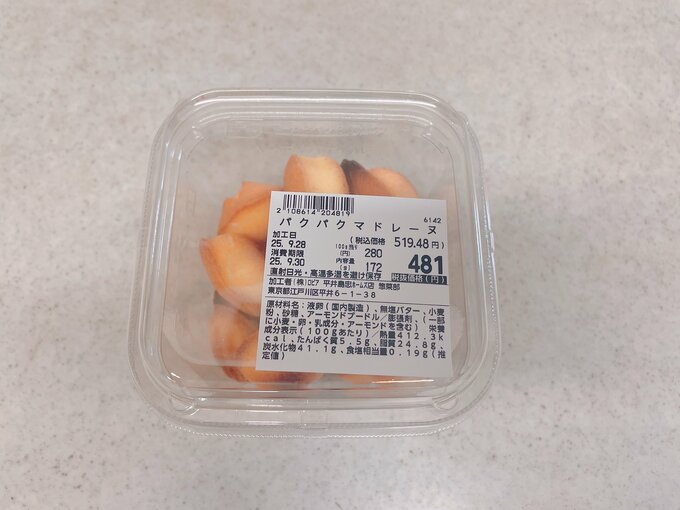 2 108614 204819
6142
パクパクマドレーヌ
加工日 (税込価格 519.48円)
25. 9.28 100g当り(円) 280
消費期限
25. 9.30 内容量(g) 172 481
直射日光・高温多湿を避け保存 税抜価格(円)
加工者(株)ロピア 平井島忠ホームズ店 惣菜部
東京都江戸川区平井6-1-38
原材料名:液卵(国内製造)、無塩バター、小麦
粉、砂糖、アーモンドプードル/膨張剤、(一部
に小麦・卵・乳成分・アーモンドを含む) 栄養
成分表示(100gあたり)/熱量412.3k
cal、たんぱく質5.5g、脂質24.8g、
炭水化物41.1g、食塩相当量0.19g(推
定値)